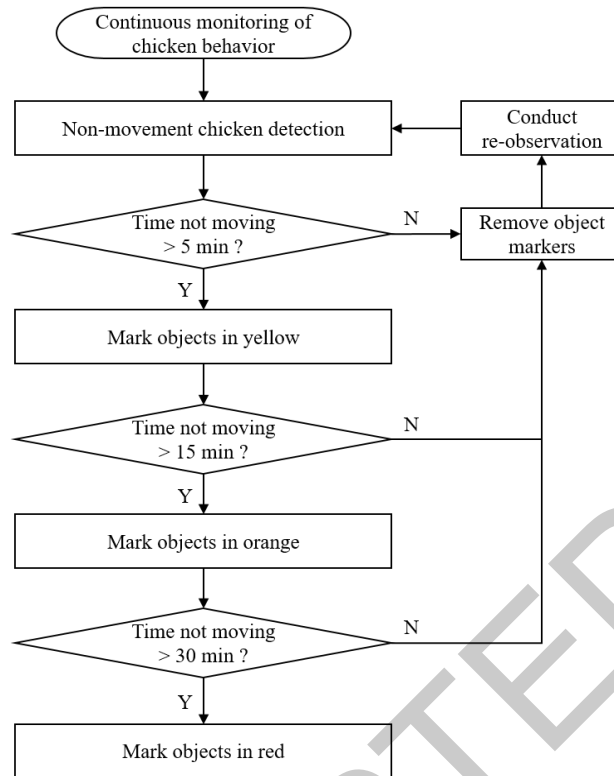 Continuous monitoring of
chicken behavior
Non-movement chicken detection
Conduct
re-observation
Time not moving
> 5 min ?
N
Remove object
markers
Y
Mark objects in yellow
Time not moving
> 15 min ?
N
Y
Mark objects in orange
Time not moving
> 30 min ?
N
Y
Mark objects in red